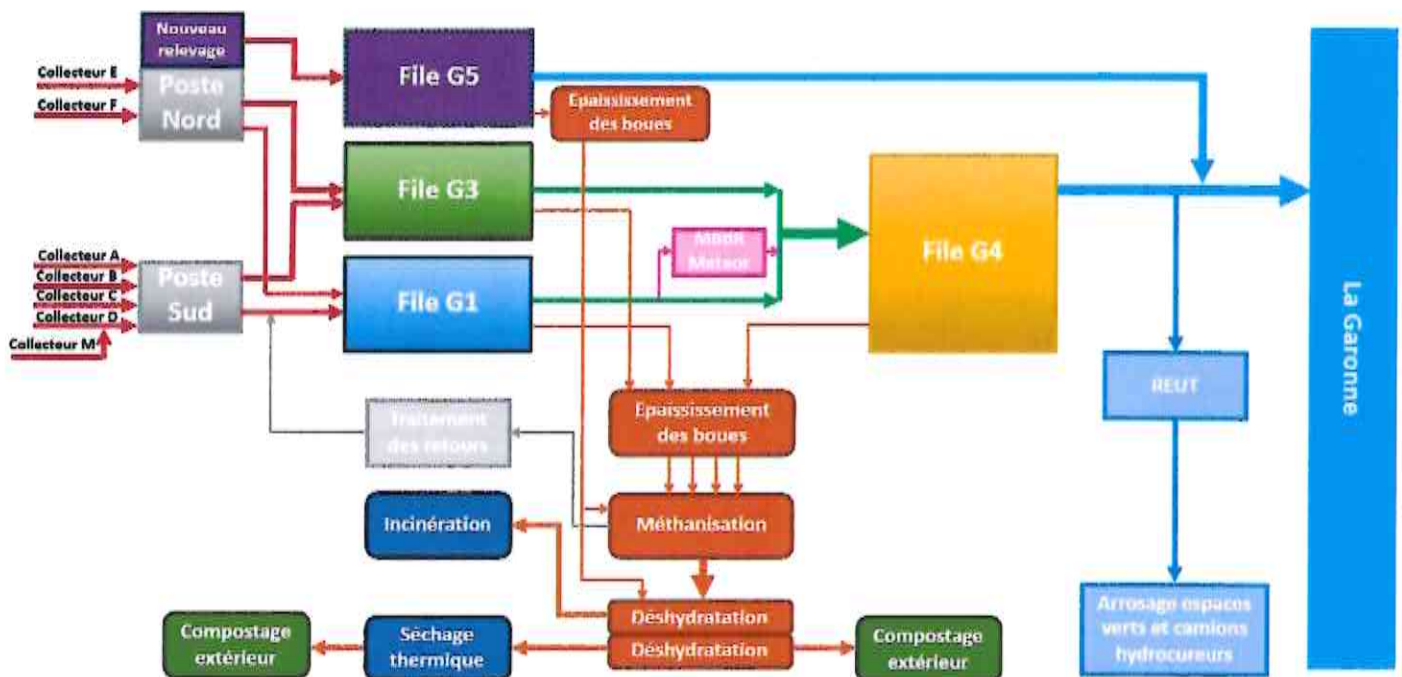 Nouveau
relevage
Collecteur E
Collecteur F
Poste
Nord
File G5
Epaississement
des boues
File G3
File G4
MBBR
Meteor
Collecteur A
Collecteur B
Collecteur C
Collecteur D
Collecteur M
Poste
Sud
File G1
La Garonne
REUT
Traitement
des retours
Epaississement
des boues
Incinération
Méthanisation
Déshydratation
Déshydratation
Compostage
extérieur
Séchage
thermique
Compostage
extérieur
Arrosage espaces
verts et camions
hydrocureurs